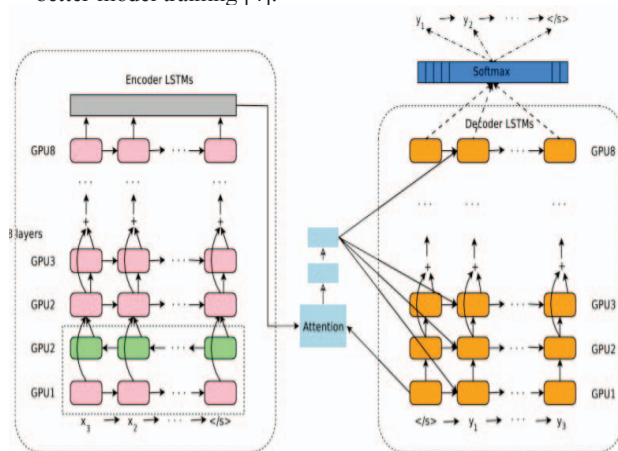 better model training [4].
y1 → y2 → ... → </s>
Softmax
Encoder LSTMs
Decoder LSTMs
GPU8
GPU8
8 layers
GPU3
GPU3
GPU2
Attention
GPU2
GPU2
GPU1
GPU1
x3 → x2 → ... → </s>
</s> → y1 → ... → y3